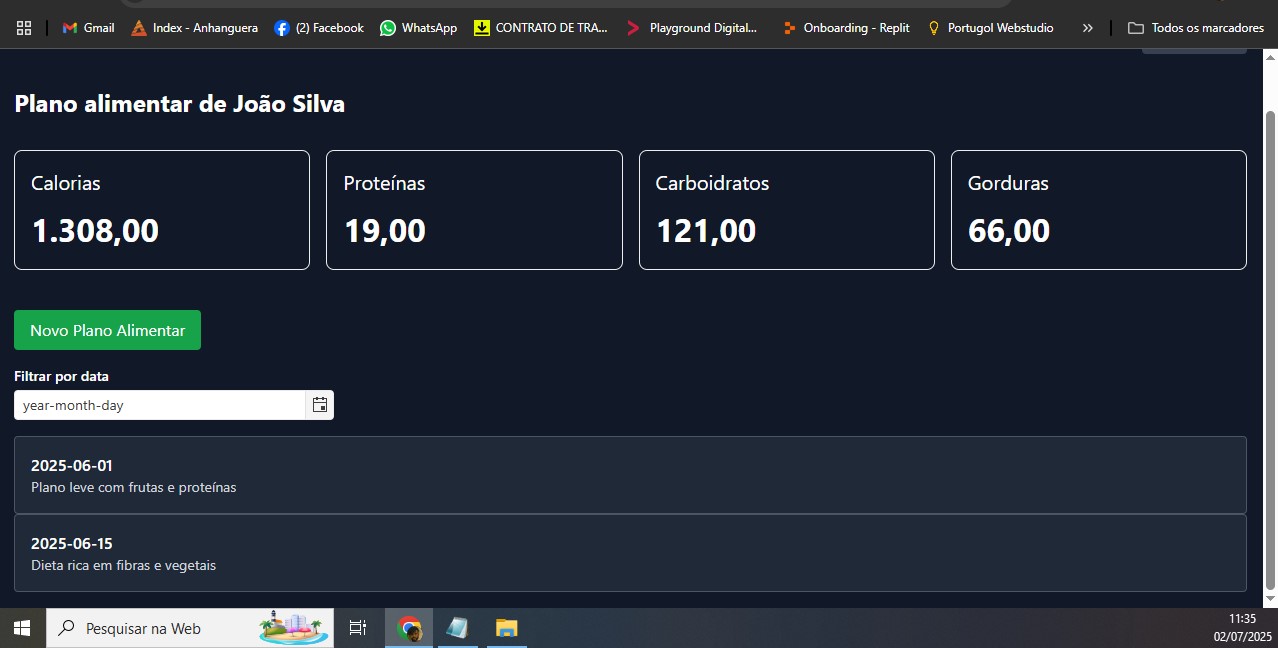 Gmail
Index - Anhanguera
(2) Facebook
WhatsApp
CONTRATO DE TRA...
Playground Digital...
Onboarding - Replit
Portugol Webstudio
»
Todos os marcadores
Plano alimentar de João Silva
Calorias
1.308,00
Proteínas
19,00
Carboidratos
121,00
Gorduras
66,00
Novo Plano Alimentar
Filtrar por data
year-month-day
2025-06-01
Plano leve com frutas e proteínas
2025-06-15
Dieta rica em fibras e vegetais
Pesquisar na Web
11:35
02/07/2025